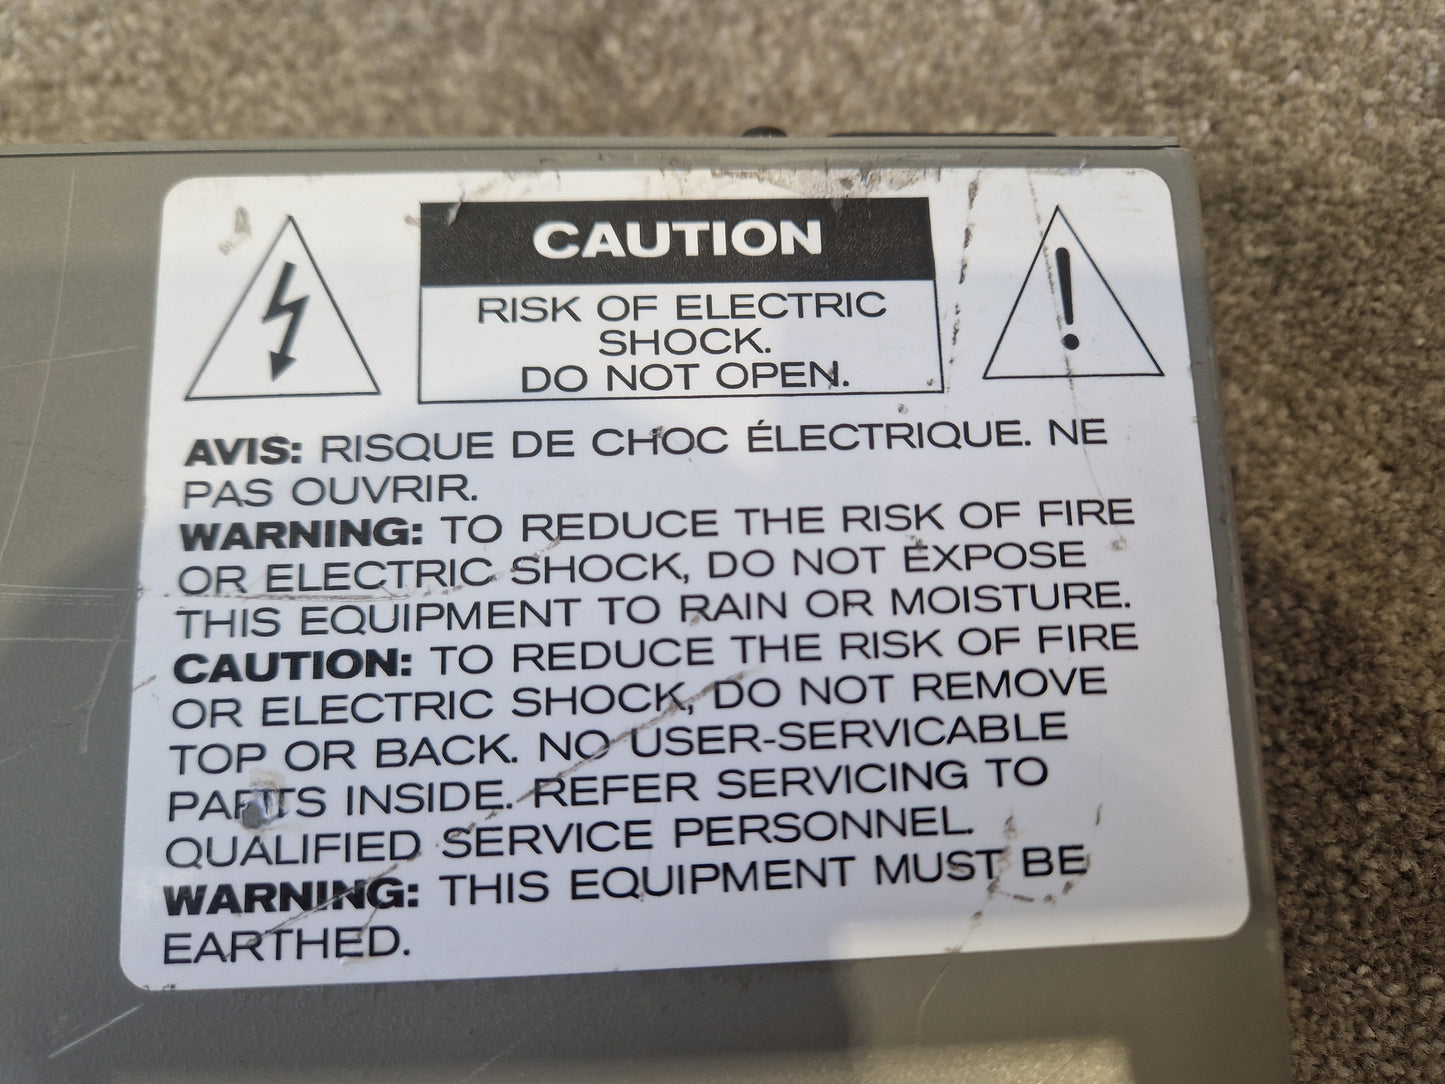 CAUTION
RISK OF ELECTRIC
SHOCK.
DO NOT OPEN.
AVIS: RISQUE DE CHOC ÉLECTRIQUE. NE
PAS OUVRIR.
WARNING: TO REDUCE THE RISK OF FIRE
OR ELECTRIC SHOCK, DO NOT EXPOSE
THIS EQUIPMENT TO RAIN OR MOISTURE.
CAUTION: TO REDUCE THE RISK OF FIRE
OR ELECTRIC SHOCK, DO NOT REMOVE
TOP OR BACK. NO USER-SERVICABLE
PARTS INSIDE. REFER SERVICING TO
QUALIFIED SERVICE PERSONNEL.
WARNING: THIS EQUIPMENT MUST BE
EARTHED.